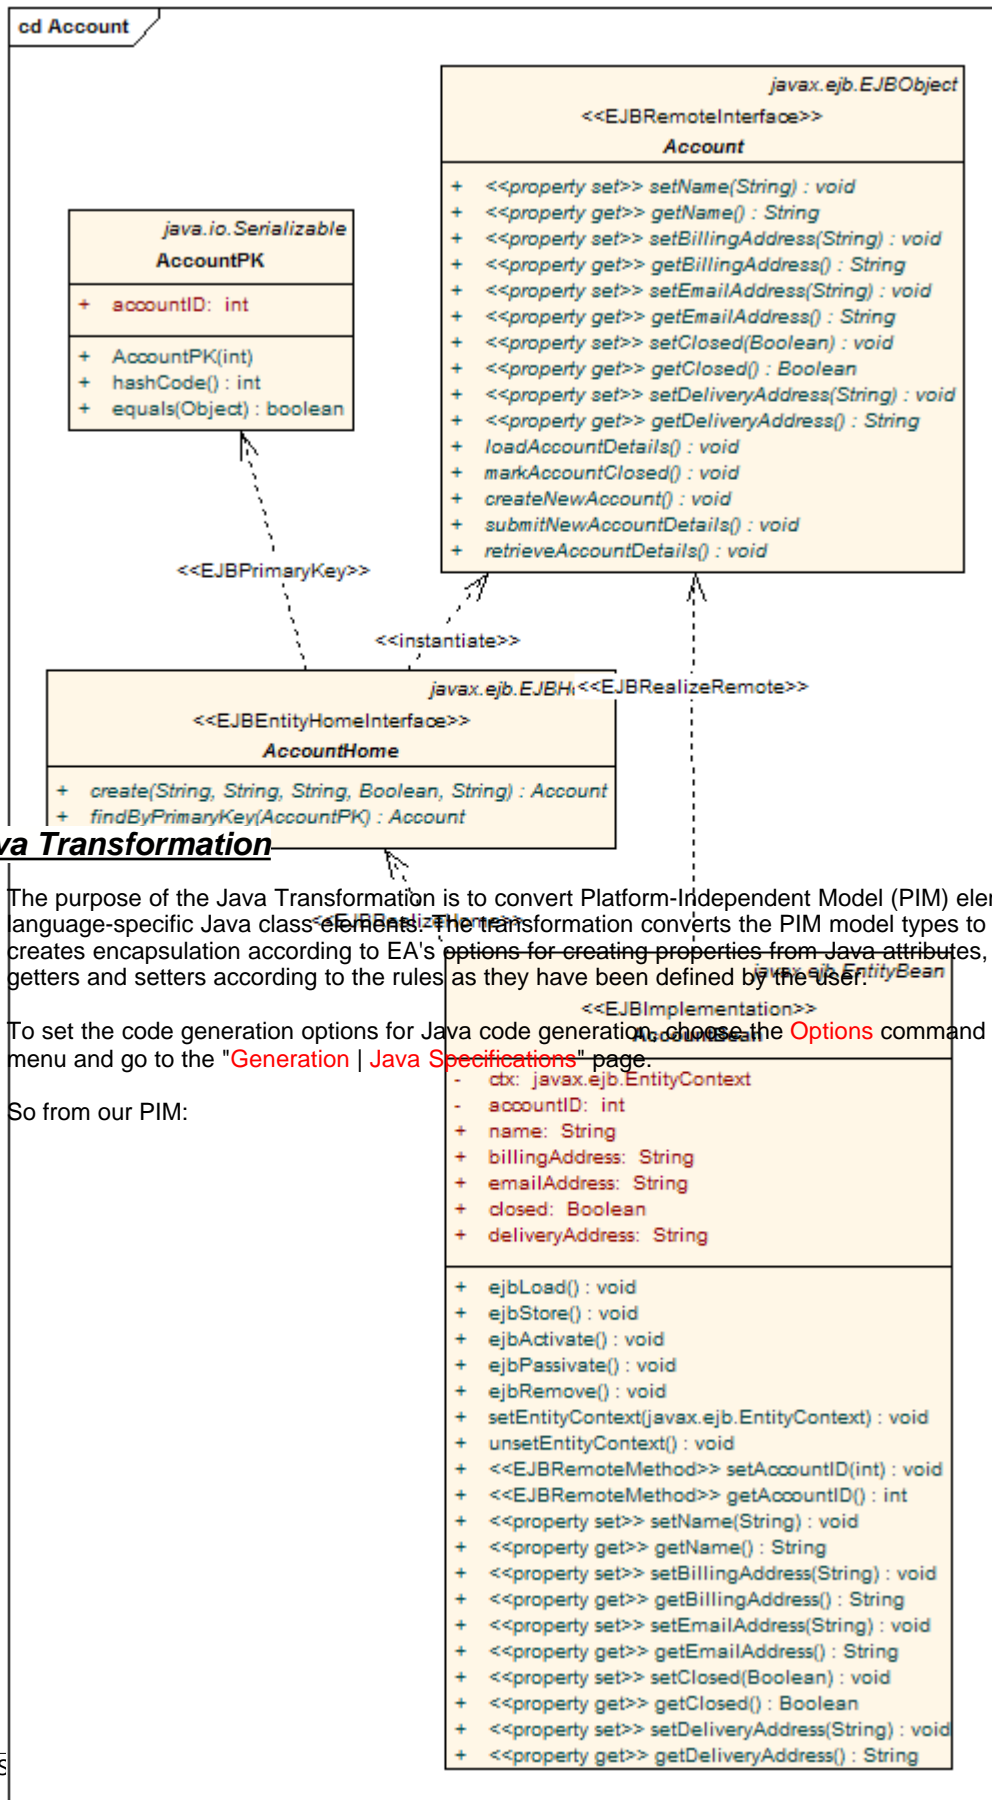 cd Account
javax.ejb.EJBObject
<<EJBRemoteInterface>>
Account
+ <<property set>> setName(String) : void
+ <<property get>> getName() : String
+ <<property set>> setBillingAddress(String) : void
+ <<property get>> getBillingAddress() : String
+ <<property set>> setEmailAddress(String) : void
+ <<property get>> getEmailAddress() : String
+ <<property set>> setClosed(Boolean) : void
+ <<property get>> getClosed() : Boolean
+ <<property set>> setDeliveryAddress(String) : void
+ <<property get>> getDeliveryAddress() : String
+ loadAccountDetails() : void
+ markAccountClosed() : void
+ createNewAccount() : void
+ submitNewAccountDetails() : void
+ retrieveAccountDetails() : void
java.io.Serializable
AccountPK
+ accountID: int
+ AccountPK(int)
+ hashCode() : int
+ equals(Object) : boolean
<<EJBPrimaryKey>>
<<instantiate>>
<<EJBRealizeRemote>>
javax.ejb.EJBH
<<EJBEntityHomeInterface>>
AccountHome
+ create(String, String, String, Boolean, String) : Account
+ findByPrimaryKey(AccountPK) : Account
va Transformation
The purpose of the Java Transformation is to convert Platform-Independent Model (PIM) elem
language-specific Java class elements. The transformation converts the PIM model types to
<<EJBRealizeHome>>
creates encapsulation according to EA's options for creating properties from Java attributes,
getters and setters according to the rules as they have been defined by the user.
javax.ejb.EntityBean
<<EJBImplementation>>
To set the code generation options for Java code generation, choose the Options command
AccountBean
menu and go to the "Generation | Java Specifications" page.
So from our PIM:
- ctx: javax.ejb.EntityContext
- accountID: int
+ name: String
+ billingAddress: String
+ emailAddress: String
+ closed: Boolean
+ deliveryAddress: String
+ ejbLoad() : void
+ ejbStore() : void
+ ejbActivate() : void
+ ejbPassivate() : void
+ ejbRemove() : void
+ setEntityContext(javax.ejb.EntityContext) : void
+ unsetEntityContext() : void
+ <<EJBRemoteMethod>> setAccountID(int) : void
+ <<EJBRemoteMethod>> getAccountID() : int
+ <<property set>> setName(String) : void
+ <<property get>> getName() : String
+ <<property set>> setBillingAddress(String) : void
+ <<property get>> getBillingAddress() : String
+ <<property set>> setEmailAddress(String) : void
+ <<property get>> getEmailAddress() : String
+ <<property set>> setClosed(Boolean) : void
+ <<property get>> getClosed() : Boolean
+ <<property set>> setDeliveryAddress(String) : void
+ <<property get>> getDeliveryAddress() : String
s